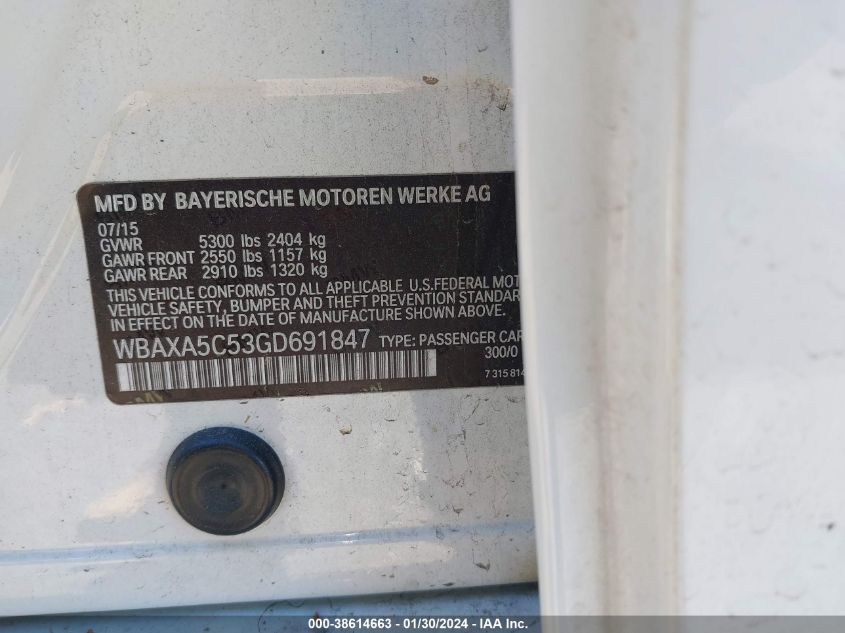 MFD BY BAYERISCHE MOTOREN WERKE AG
07/15
GVWR 5300 lbs 2404 kg
GAWR FRONT 2550 lbs 1157 kg
GAWR REAR 2910 lbs 1320 kg
THIS VEHICLE CONFORMS TO ALL APPLICABLE U.S.FEDERAL MOT
VEHICLE SAFETY, BUMPER AND THEFT PREVENTION STANDAR
IN EFFECT ON THE DATE OF MANUFACTURE SHOWN ABOVE.
WBAXA5C53GD691847 TYPE: PASSENGER CAR
300/0
7 315 814
000-38614663 - 01/30/2024 - IAA Inc.